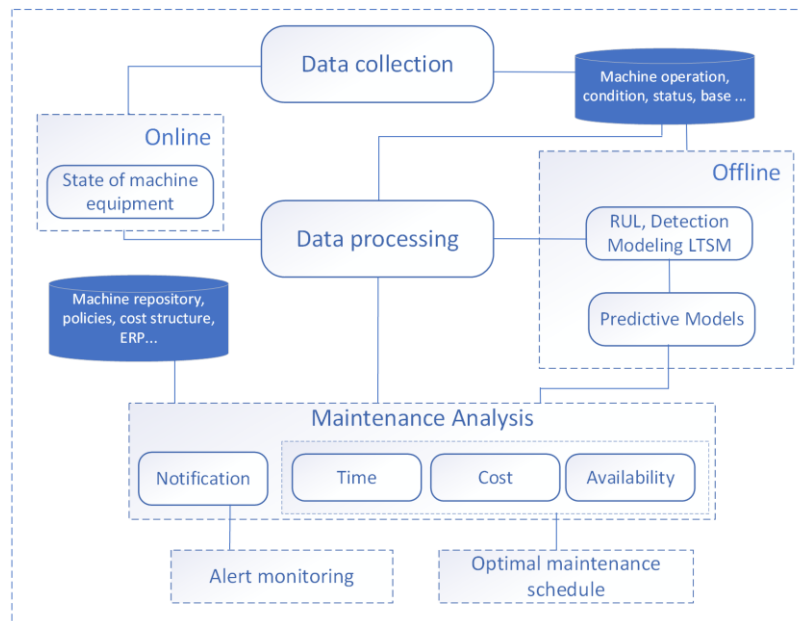 Data collection
Machine operation,
condition, status, base ...
Online
State of machine
equipment
Offline
Data processing
RUL, Detection
Modeling LTSM
Machine repository,
policies, cost structure,
ERP...
Predictive Models
Maintenance Analysis
Notification
Time
Cost
Availability
Alert monitoring
Optimal maintenance
schedule